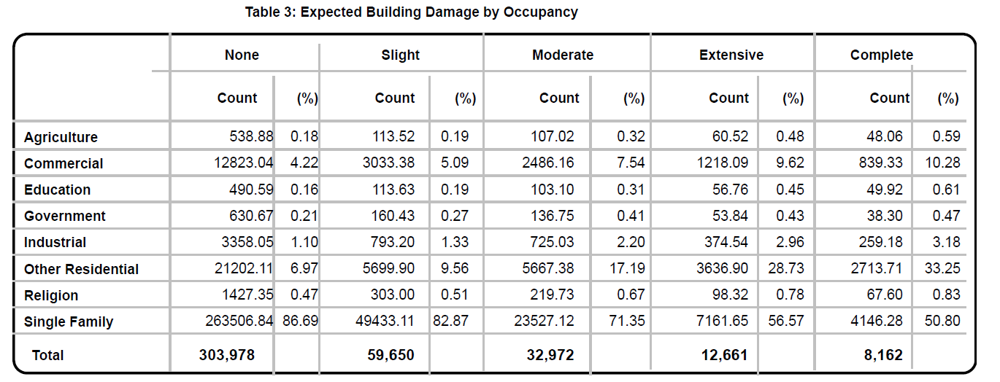 Table 3: Expected Building Damage by Occupancy
None Slight Moderate Extensive Complete
Count (%) Count (%) Count (%) Count (%) Count (%)
Agriculture 538.88 0.18 113.52 0.19 107.02 0.32 60.52 0.48 48.06 0.59
Commercial 12823.04 4.22 3033.38 5.09 2486.16 7.54 1218.09 9.62 839.33 10.28
Education 490.59 0.16 113.63 0.19 103.10 0.31 56.76 0.45 49.92 0.61
Government 630.67 0.21 160.43 0.27 136.75 0.41 53.84 0.43 38.30 0.47
Industrial 3358.05 1.10 793.20 1.33 725.03 2.20 374.54 2.96 259.18 3.18
Other Residential 21202.11 6.97 5699.90 9.56 5667.38 17.19 3636.90 28.73 2713.71 33.25
Religion 1427.35 0.47 303.00 0.51 219.73 0.67 98.32 0.78 67.60 0.83
Single Family 263506.84 86.69 49433.11 82.87 23527.12 71.35 7161.65 56.57 4146.28 50.80
Total 303,978 59,650 32,972 12,661 8,162